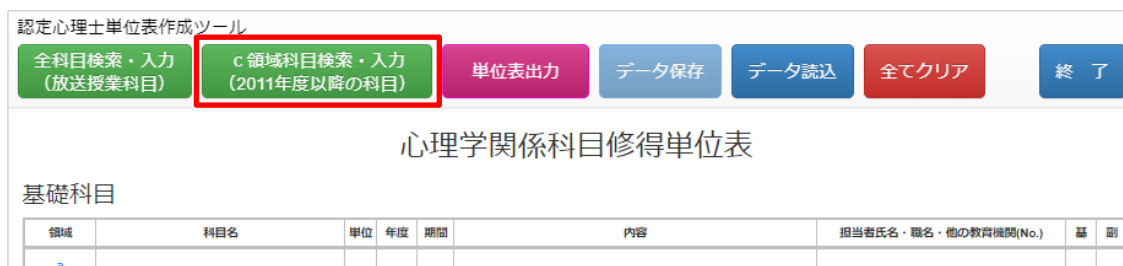 認定心理士単位表作成ツール
全科目検索・入力
（放送授業科目）
c 領域科目検索・入力
（2011年度以降の科目）
単位表出力
データ保存
データ読込
全てクリア
終 了
心理学関係科目修得単位表
基礎科目
領域 科目名 単位 年度 期間 内容 担当者氏名・職名・他の教育機関(No.) 基 副